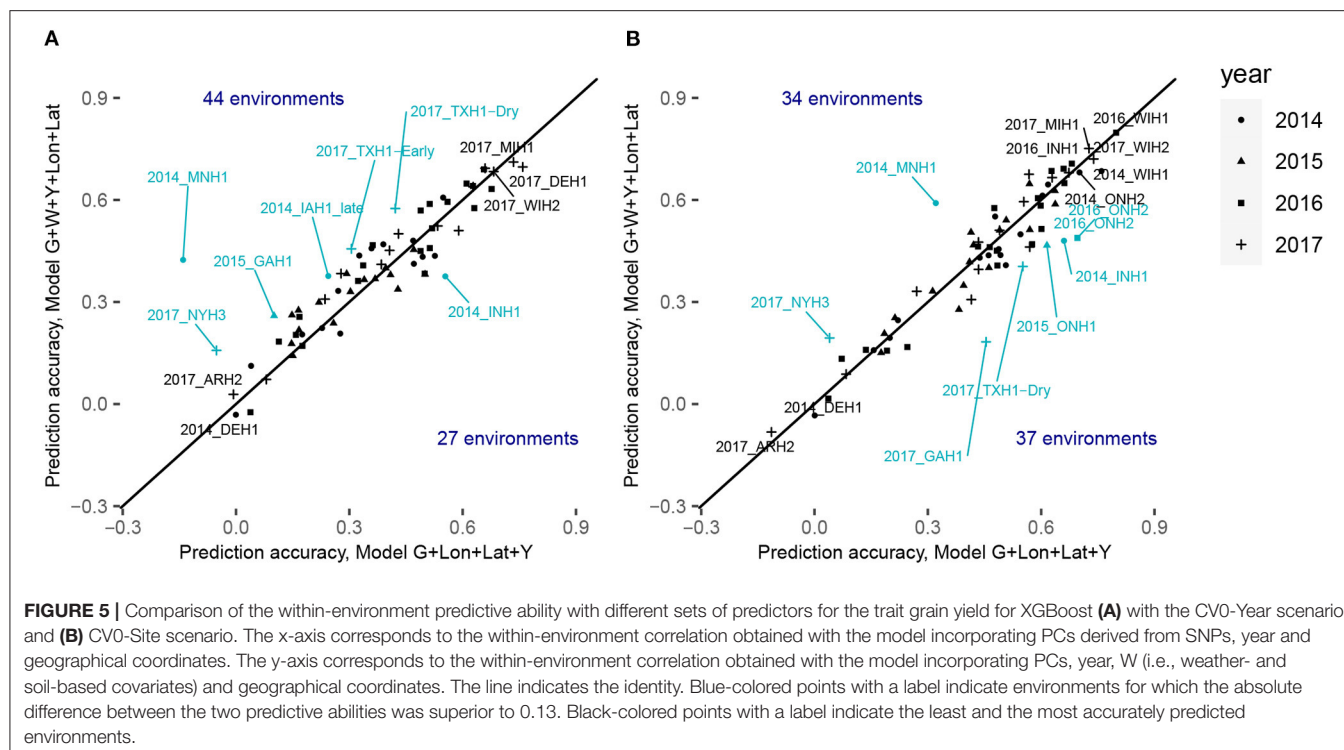 A
B
44 environments
34 environments
27 environments
37 environments
0.9
0.6
0.3
0.0
−0.3
−0.3
0.0
0.3
0.6
0.9
Prediction accuracy, Model G+W+Y+Lon+Lat
Prediction accuracy, Model G+Lon+Lat+Y
2017_TXH1−Dry
2017_TXH1−Early
2014_MNH1
2014_IAH1_late
2015_GAH1
2017_NYH3
2017_ARH2
2014_DEH1
2017_MIH1
2017_DEH1
2017_WIH2
2014_INH1
0.9
0.6
0.3
0.0
−0.3
−0.3
0.0
0.3
0.6
0.9
Prediction accuracy, Model G+W+Y+Lon+Lat
Prediction accuracy, Model G+Lon+Lat+Y
2016_WIH1
2017_MIH1
2016_INH1
2017_WIH2
2014_WIH1
2014_MNH1
2014_ONH2
2016_ONH2
2016_ONH2
2014_INH1
2015_ONH1
2017_NYH3
2017_TXH1−Dry
2014_DEH1
2017_ARH2
2017_GAH1
year
2014
2015
2016
2017
FIGURE 5 | Comparison of the within-environment predictive ability with different sets of predictors for the trait grain yield for XGBoost (A) with the CV0-Year scenario
and (B) CV0-Site scenario. The x-axis corresponds to the within-environment correlation obtained with the model incorporating PCs derived from SNPs, year and
geographical coordinates. The y-axis corresponds to the within-environment correlation obtained with the model incorporating PCs, year, W (i.e., weather- and
soil-based covariates) and geographical coordinates. The line indicates the identity. Blue-colored points with a label indicate environments for which the absolute
difference between the two predictive abilities was superior to 0.13. Black-colored points with a label indicate the least and the most accurately predicted
environments.